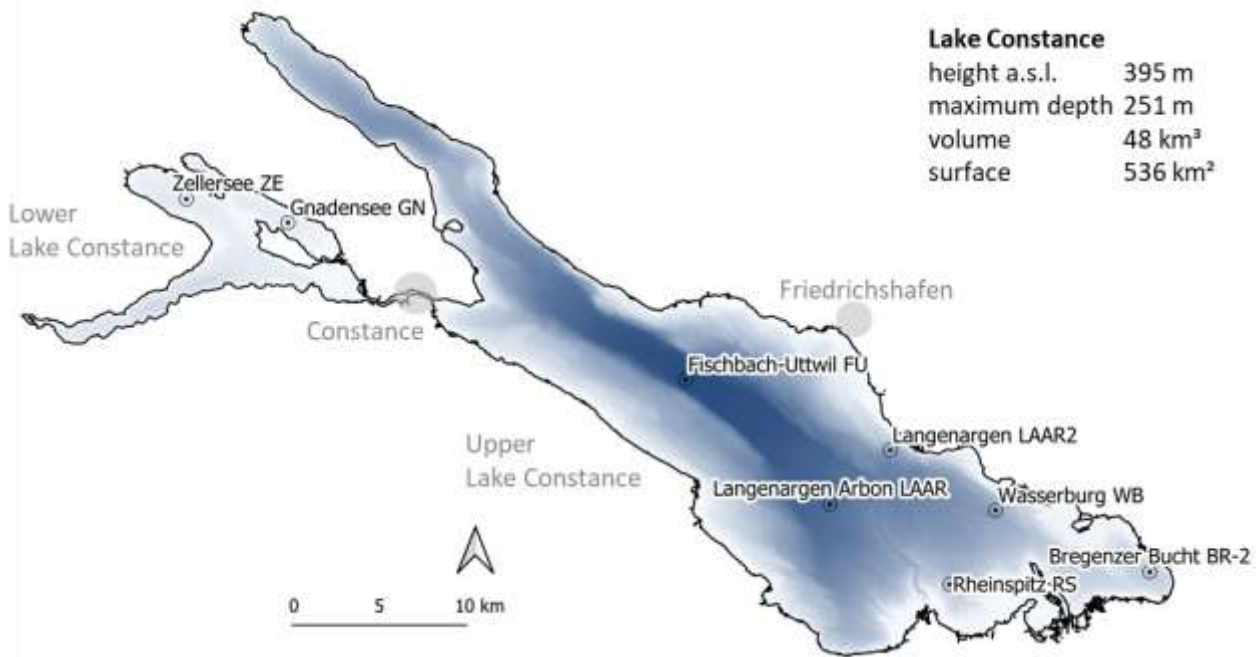 Lake Constance
height a.s.l. 395 m
maximum depth 251 m
volume 48 km³
surface 536 km²
Zellersee ZE
Gnadensee GN
Lower
Lake Constance
Friedrichshafen
Constance
Fischbach-Uttwil FU
Upper
Lake Constance
Langenargen LAAR2
Langenargen Arbon LAAR
Wasserburg WB
Bregenzer Bucht BR-2
Rheinspitz RS
0 5 10 km